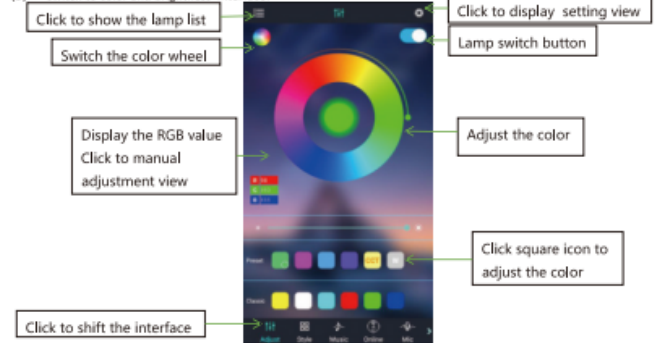 Click to show the lamp list
Click to display setting view
Switch the color wheel
Lamp switch button
Display the RGB value
Click to manual
adjustment view
Adjust the color
Click square icon to
adjust the color
Preset
CCT
Classic
Click to shift the interface
Adjust
Style
Music
Online
Mic